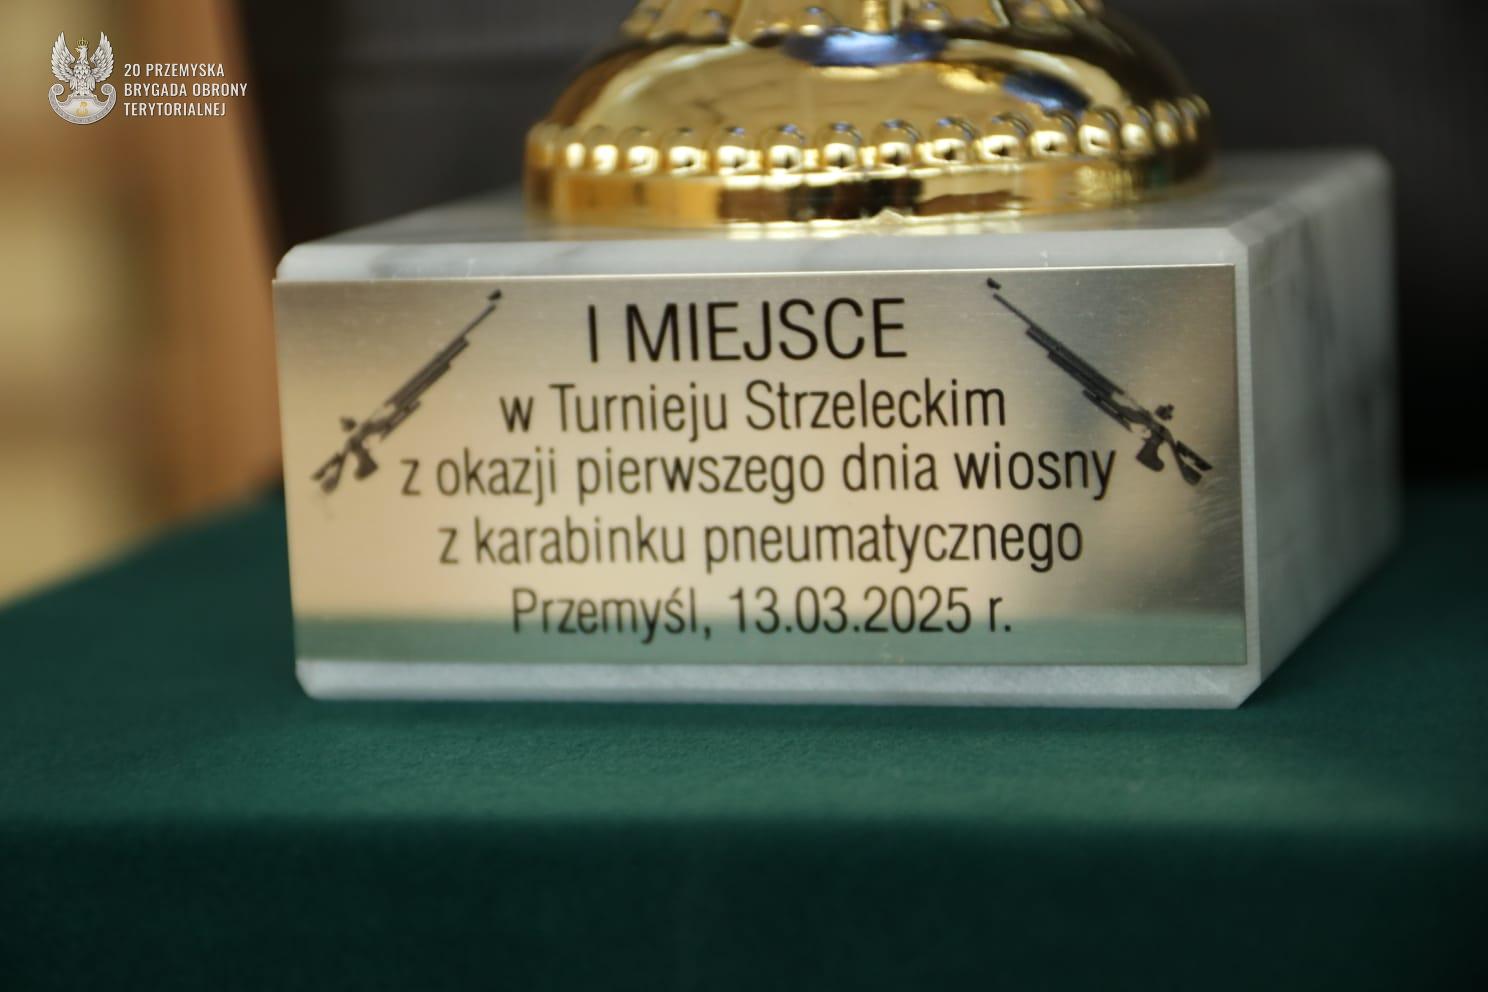 20 PRZEMYSKA
BRYGADA OBRONY
TERYTORIALNEJ
I MIEJSCE
w Turnieju Strzeleckim
z okazji pierwszego dnia wiosny
z karabinku pneumatycznego
Przemyśl, 13.03.2025 r.